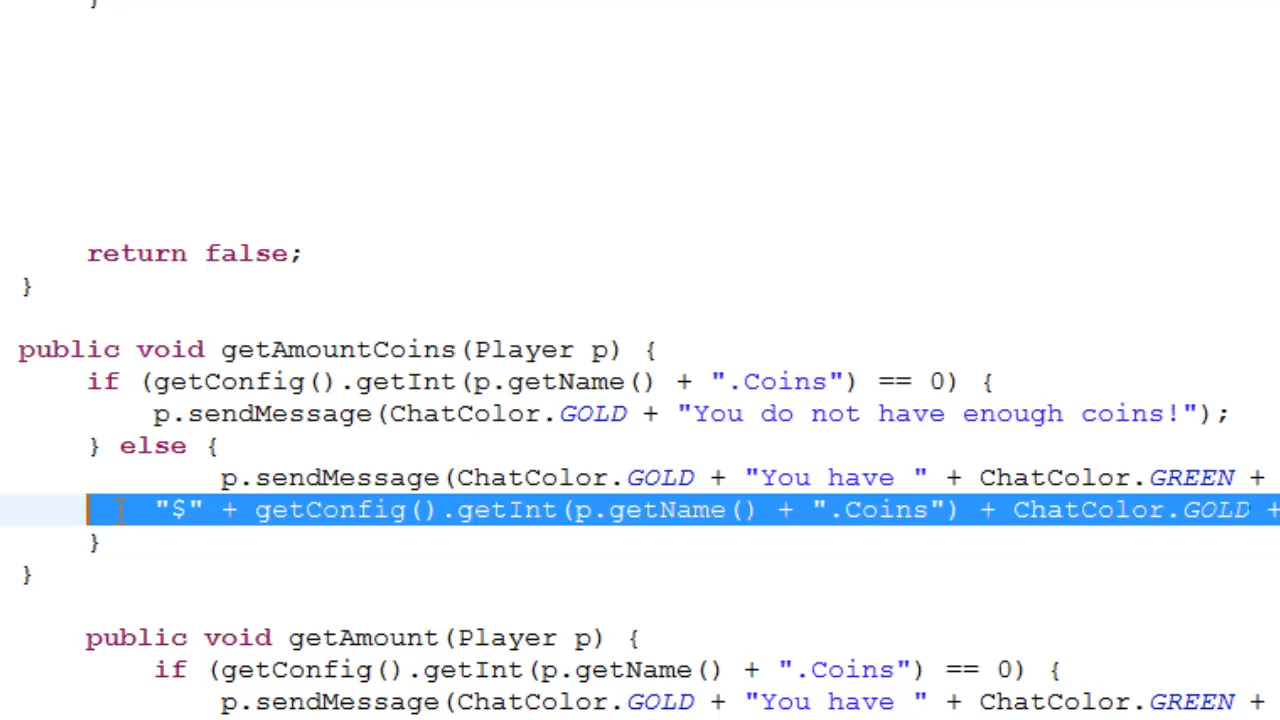 }
return false;
}
public void getAmountCoins(Player p) {
if (getConfig().getInt(p.getName() + ".Coins") == 0) {
p.sendMessage(ChatColor.GOLD + "You do not have enough coins!");
} else {
p.sendMessage(ChatColor.GOLD + "You have " + ChatColor.GREEN +
"$" + getConfig().getInt(p.getName() + ".Coins") + ChatColor.GOLD +
}
}
public void getAmount(Player p) {
if (getConfig().getInt(p.getName() + ".Coins") == 0) {
p.sendMessage(ChatColor.GOLD + "You have " + ChatColor.GREEN +